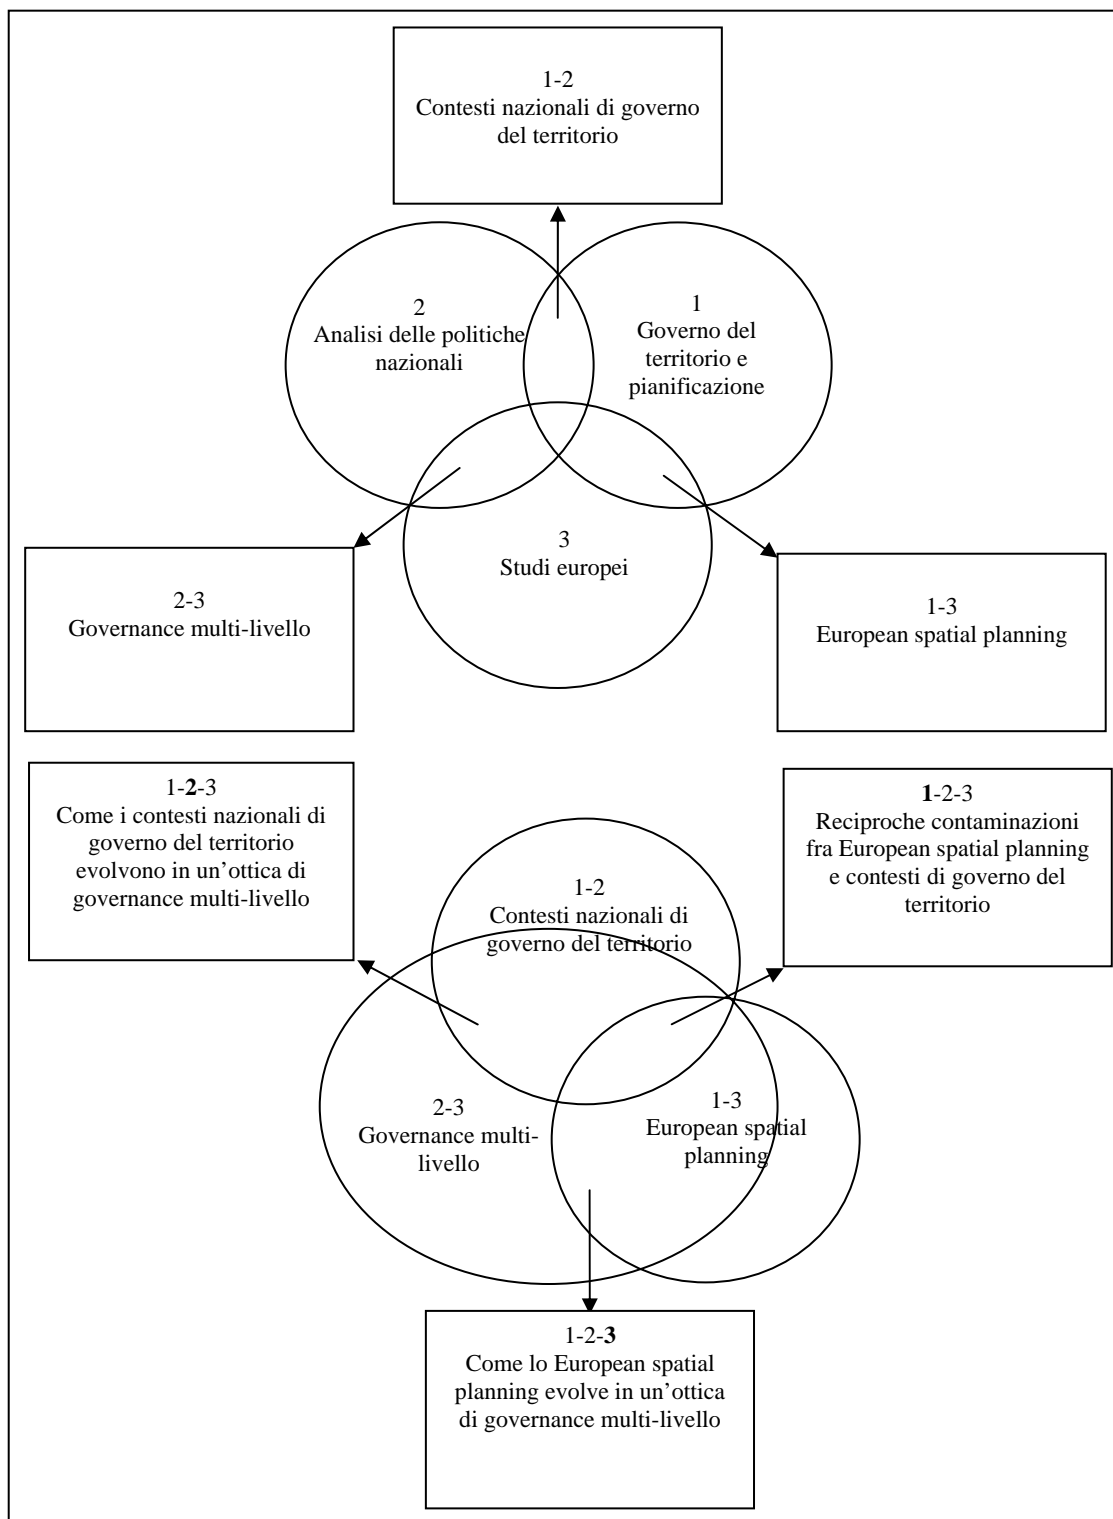 1-2
Contesti nazionali di governo
del territorio
2
Analisi delle politiche
nazionali
1
Governo del
territorio e
pianificazione
3
Studi europei
2-3
Governance multi-livello
1-3
European spatial planning
1-2-3
Come i contesti nazionali di
governo del territorio
evolvono in un’ottica di
governance multi-livello
1-2-3
Reciproche contaminazioni
fra European spatial planning
e contesti di governo del
territorio
1-2
Contesti nazionali di
governo del territorio
2-3
Governance multi-
livello
1-3
European spatial
planning
1-2-3
Come lo European spatial
planning evolve in un’ottica
di governance multi-livello